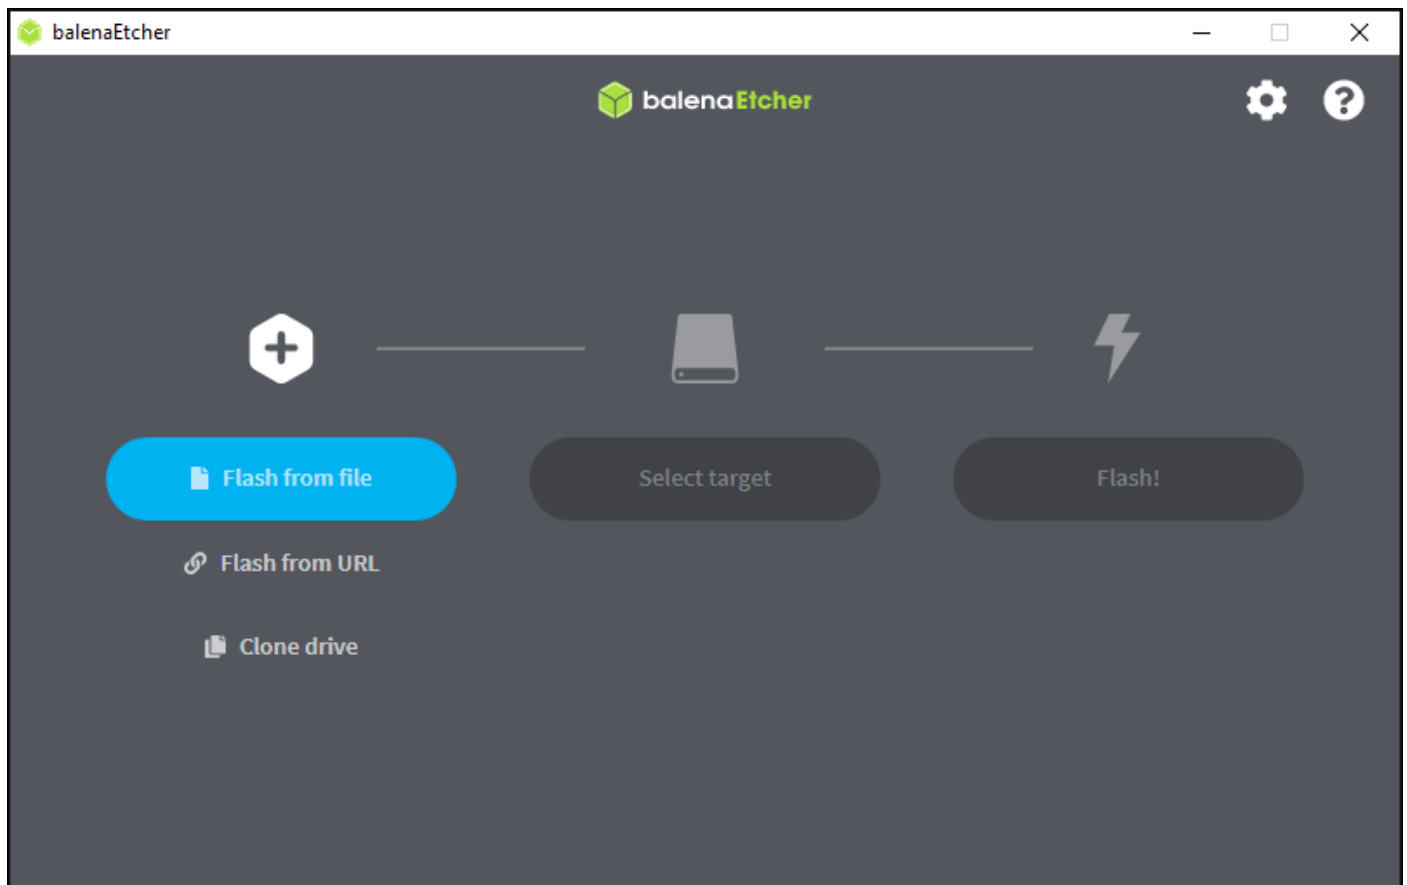 balenaEtcher
balenaEtcher
Flash from file
Select target
Flash!
Flash from URL
Clone drive